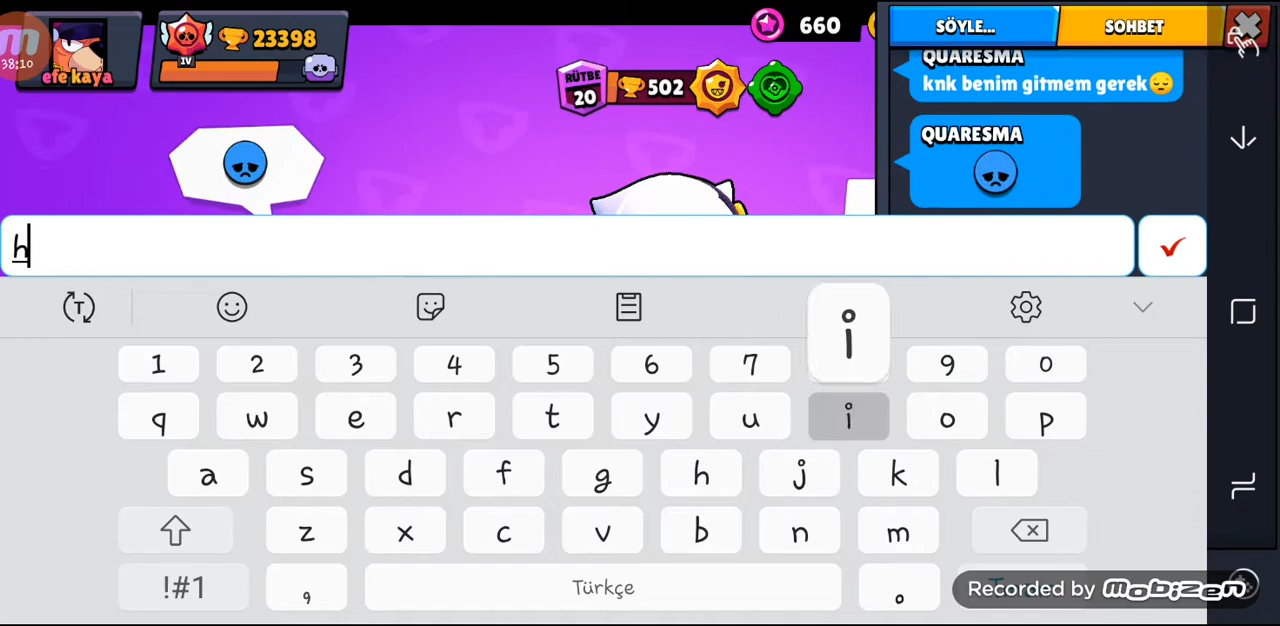 38:10
efe kaya
IV
23398
660
SÖYLE...
SOHBET
RÜTBE
20
502
QUARESMA
knk benim gitmem gerek😔
QUARESMA
h
T
i
1 2 3 4 5 6 7 9 0
q w e r t y u i o p
a s d f g h j k l
z x c v b n m
!#1 , Türkçe .
Recorded by Mobizen